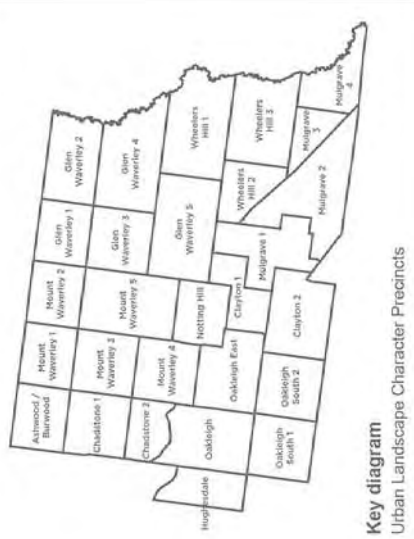 Ashwood /
Burwood
Mount
Waverley 1
Mount
Waverley 2
Glen
Waverley 1
Glen
Waverley 2
Chadstone 1
Mount
Waverley 3
Mount
Waverley 5
Glen
Waverley 3
Glen
Waverley 4
Chadstone 2
Mount
Waverley 4
Notting Hill
Glen
Waverley 5
Wheelers
Hill 1
Hughesdale
Oakleigh
Oakleigh East
Clayton 1
Mulgrave 1
Wheelers
Hill 2
Wheelers
Hill 3
Oakleigh
South 1
Oakleigh
South 2
Clayton 2
Mulgrave 2
Mulgrave
3
Mulgrave
4
Key diagram
Urban Landscape Character Precincts